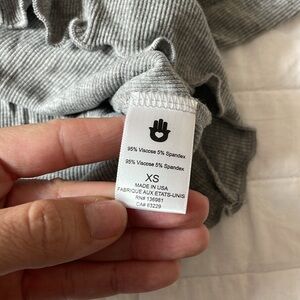 95% Viscose 5% Spandex
95% Viscose 5% Spandex
XS
MADE IN USA
FABRIQUE AUX ETATS-UNIS
RN# 136981
CA# 63229